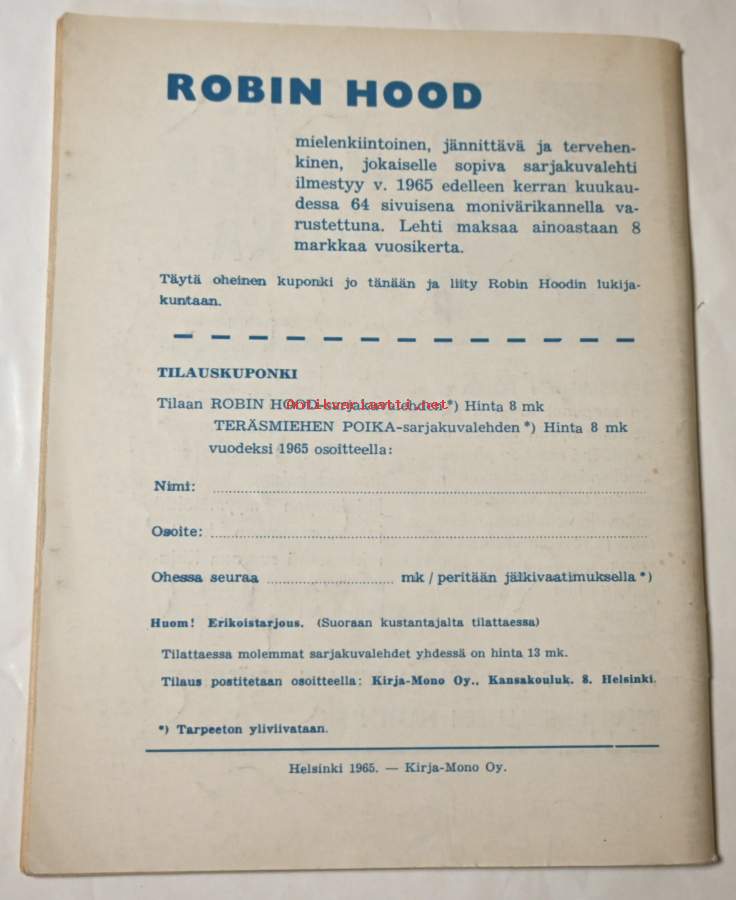 ROBIN HOOD
mielenkiintoinen, jännittävä ja tervehen-
kinen, jokaiselle sopiva sarjakuvalehti
ilmestyy v. 1965 edelleen kerran kuukau-
dessa 64 sivuisena monivärikannella va-
rustettuna. Lehti maksaa ainoastaan 8
markkaa vuosikerta.
Täytä oheinen kuponki jo tänään ja liity Robin Hoodin lukija-
kuntaan.
TILAUSKUPONKI
Tilaan ROBIN HOOD-sarjakuvalehden *) Hinta 8 mk
Antikvariaatti.net
TERÄSMIEHEN POIKA-sarjakuvalehden *) Hinta 8 mk
vuodeksi 1965 osoitteella:
Nimi:
Osoite:
Ohessa seuraa .......................... mk / peritään jälkivaatimuksella *)
Huom! Erikoistarjous. (Suoraan kustantajalta tilattaessa)
Tilattaessa molemmat sarjakuvalehdet yhdessä on hinta 13 mk.
Tilaus postitetaan osoitteella: Kirja-Mono Oy., Kansakouluk. 8. Helsinki.
*) Tarpeeton yliviivataan.
Helsinki 1965. — Kirja-Mono Oy.